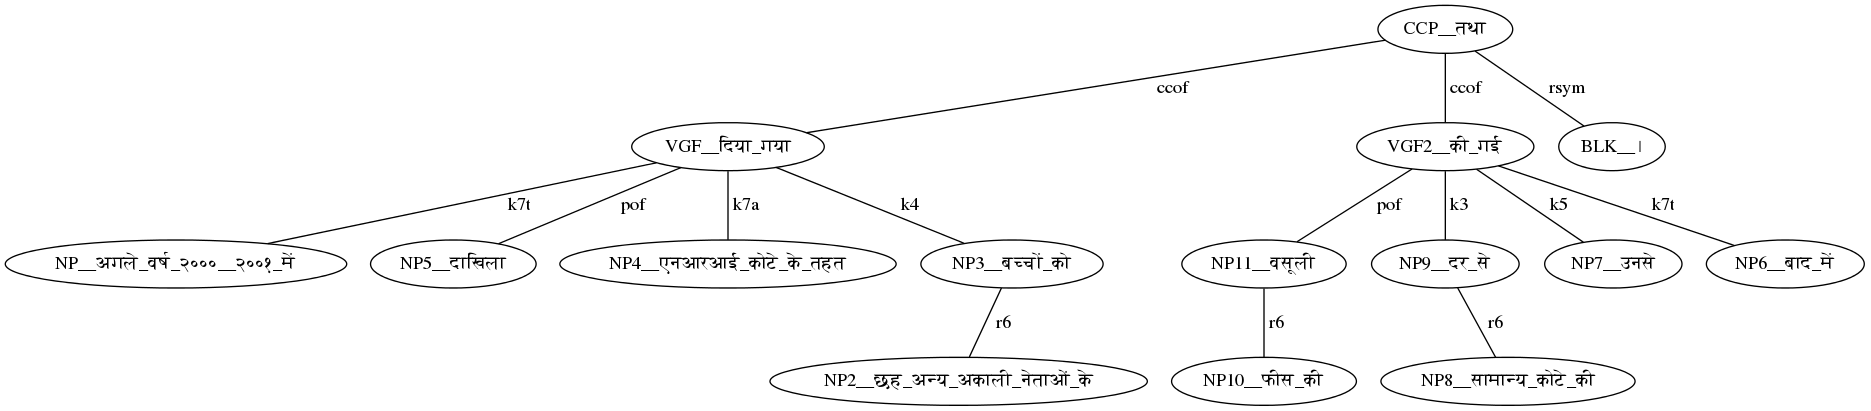 CCP__तथा
ccof ccof rsym
VGF__दिया_गया VGF2__की_गई BLK__।
k7t pof k7a k4 pof k3 k5 k7t
NP__अगले_वर्ष_२०००__२००१_में NP5__दाखिला NP4__एनआरआई_कोटे_के_तहत NP3__बच्चों_को NP11__वसूली NP9__दर_से NP7__उनसे NP6__बाद_में
r6 r6 r6
NP2__छह_अन्य_अकाली_नेताओं_के NP10__फीस_की NP8__सामान्य_कोटे_की